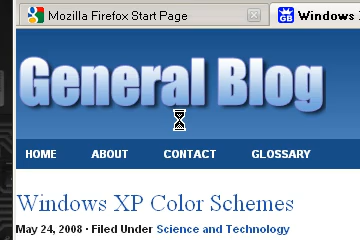 Mozilla Firefox Start Page
GB Windows
General Blog
HOME ABOUT CONTACT GLOSSARY
Windows XP Color Schemes
May 24, 2008 · Filed Under Science and Technology